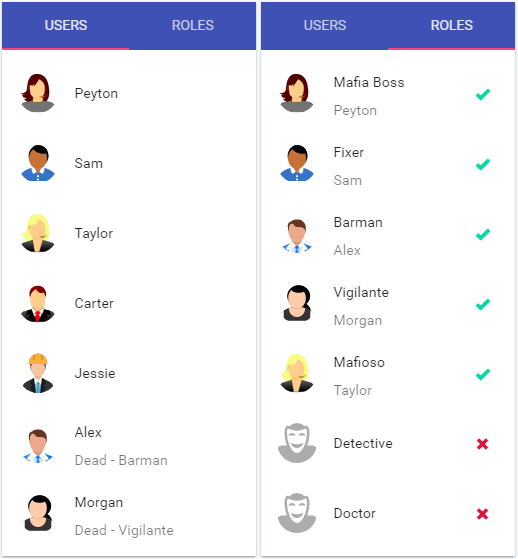 USERS
ROLES
Peyton
Sam
Taylor
Carter
Jessie
Alex
Dead - Barman
Morgan
Dead - Vigilante
USERS
ROLES
Mafia Boss
Peyton
Fixer
Sam
Barman
Alex
Vigilante
Morgan
Mafioso
Taylor
Detective
Doctor